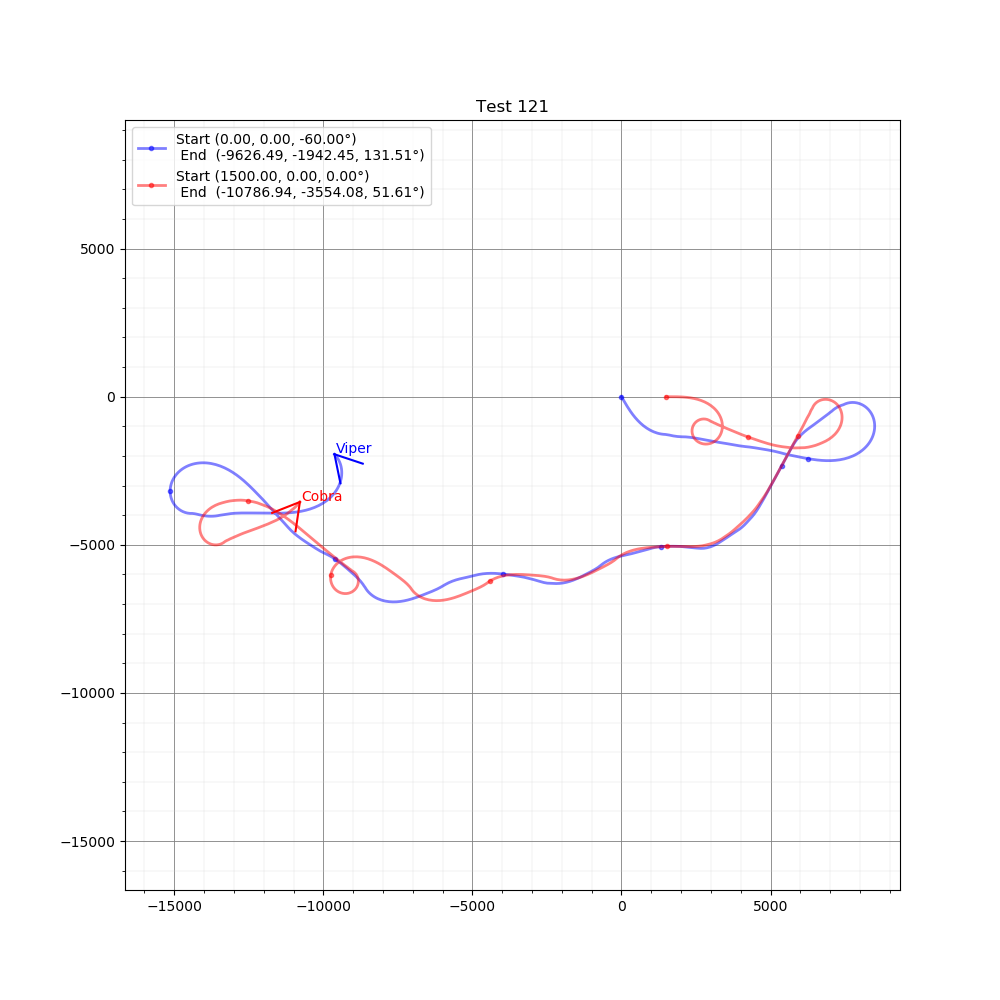 Test 121
Start (0.00, 0.00, -60.00°)
End  (-9626.49, -1942.45, 131.51°)
Start (1500.00, 0.00, 0.00°)
End  (-10786.94, -3554.08, 51.61°)
5000
0
−5000
−10000
−15000
Viper
Cobra
−15000 −10000 −5000 0 5000